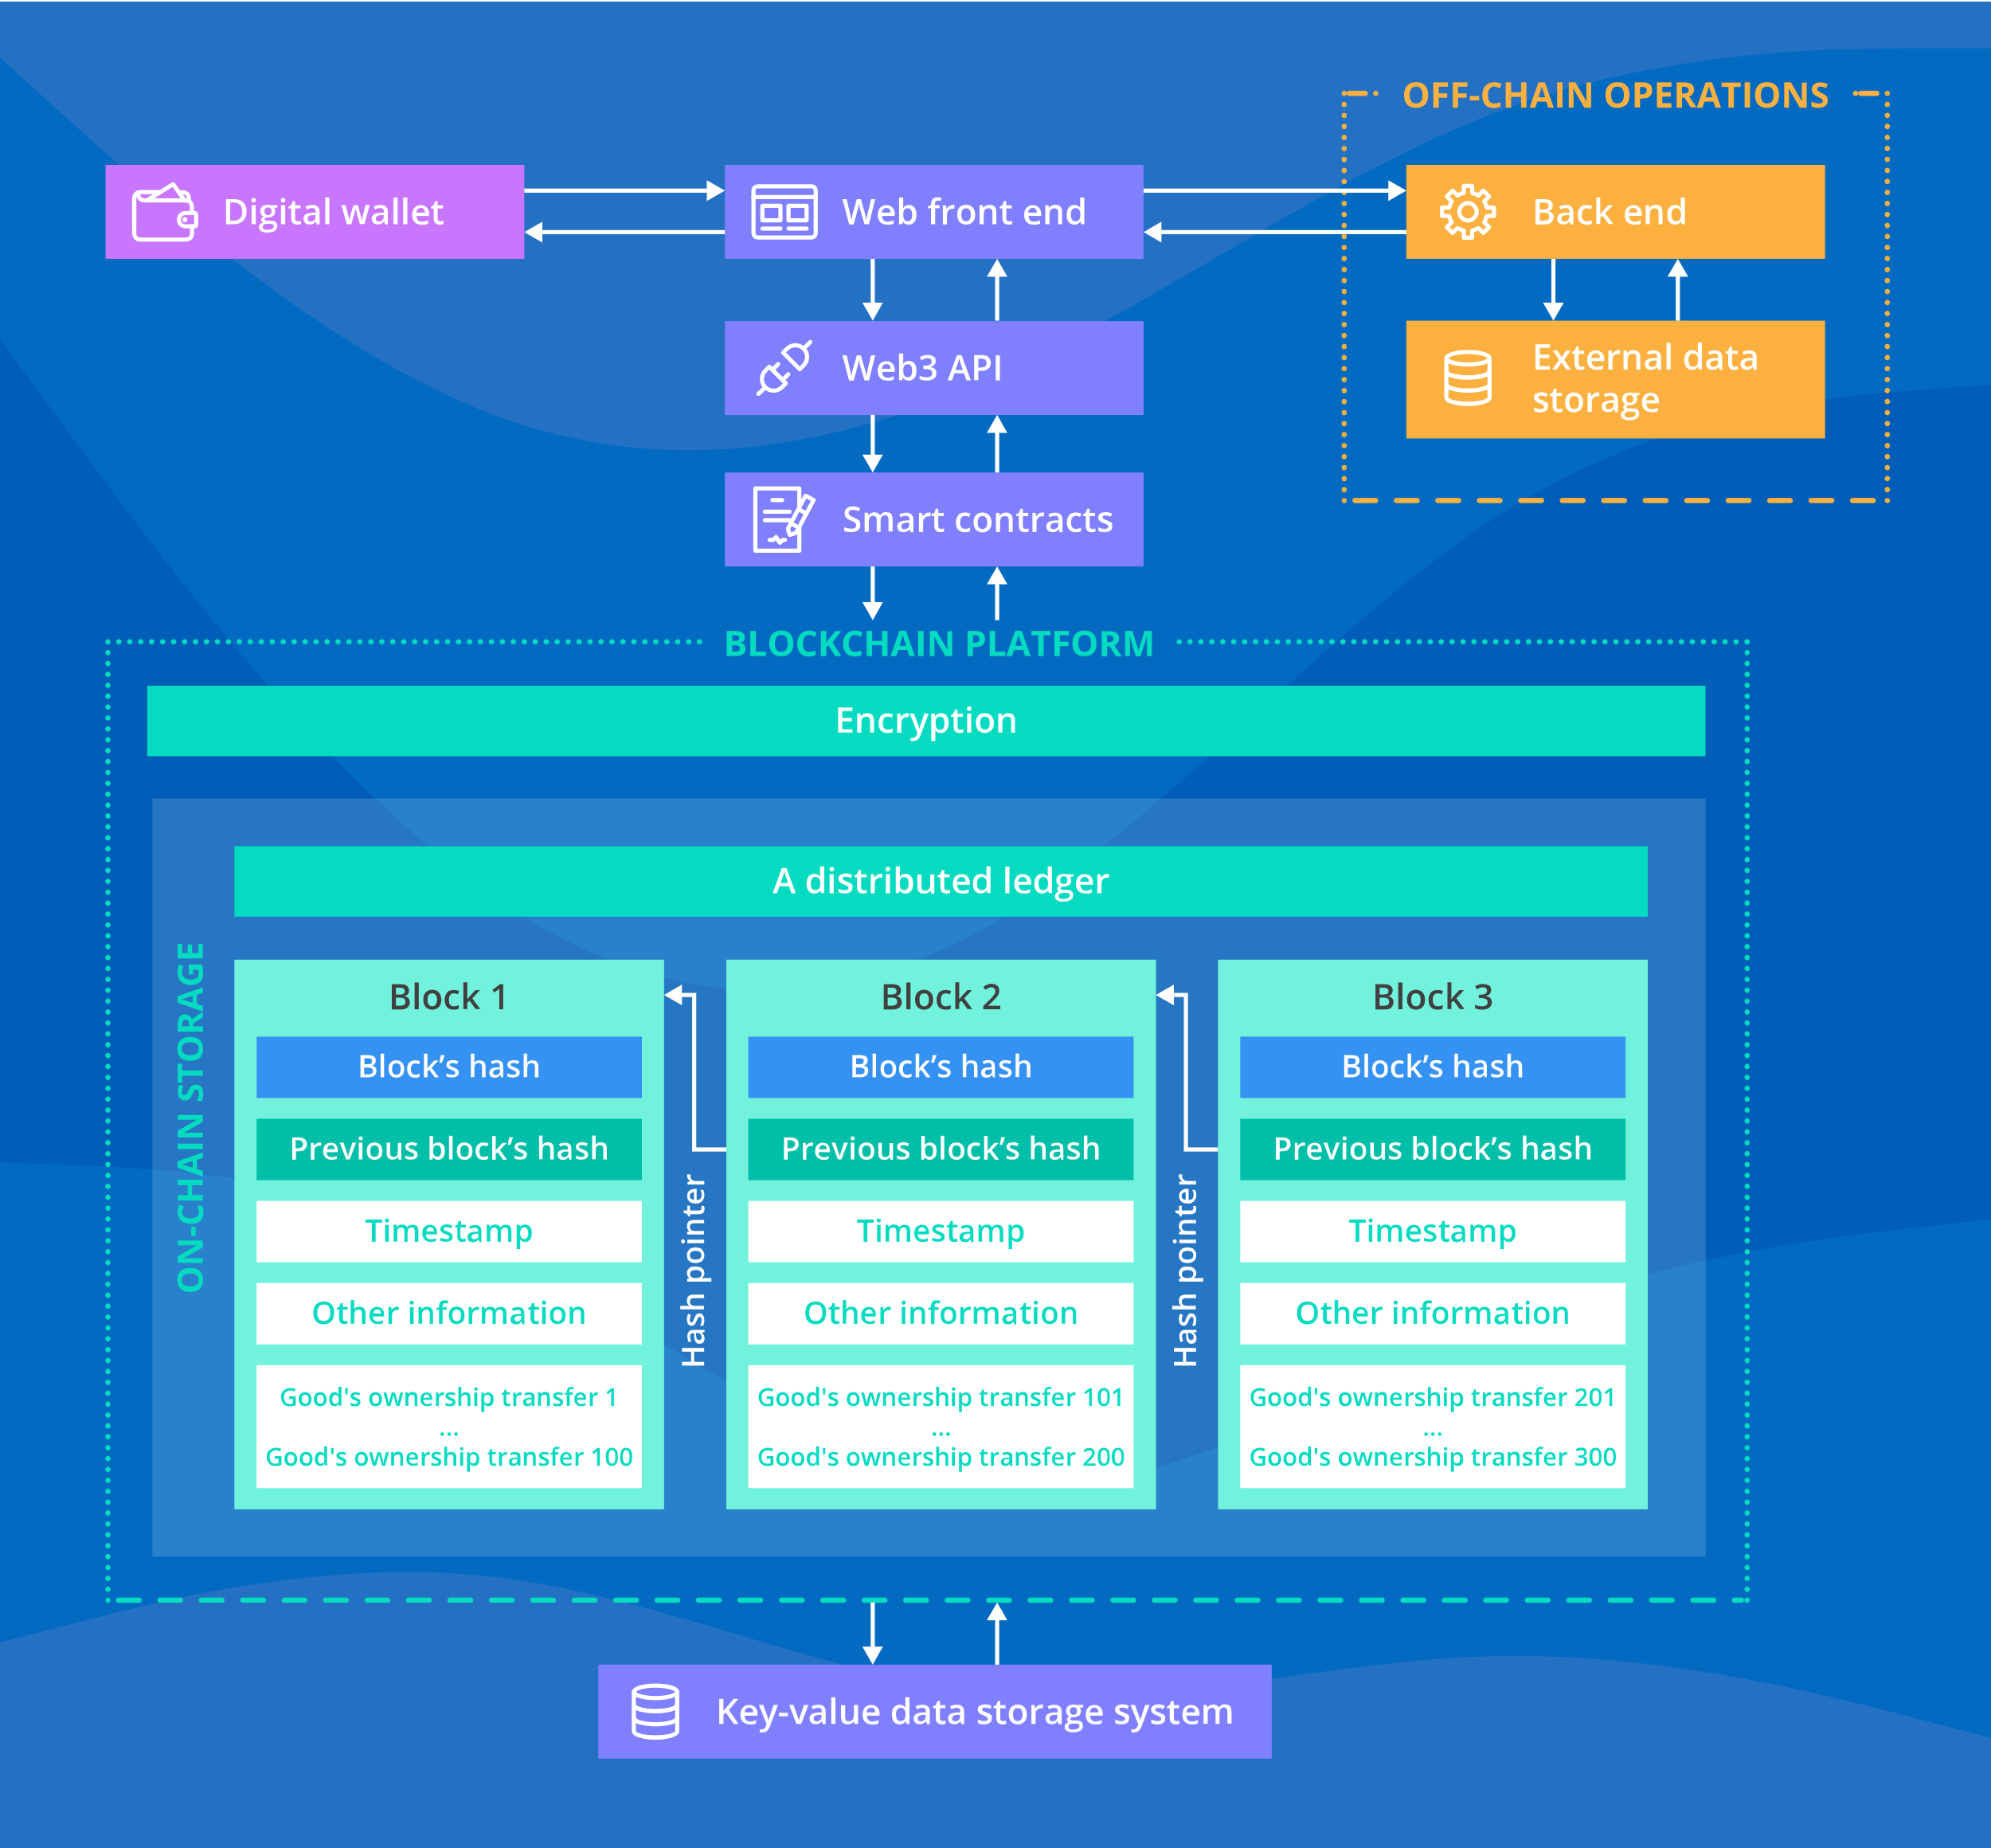 OFF-CHAIN OPERATIONS
Digital wallet
Web front end
Back end
Web3 API
External data
storage
Smart contracts
BLOCKCHAIN PLATFORM
Encryption
A distributed ledger
ON-CHAIN STORAGE
Block 1
Block’s hash
Previous block’s hash
Timestamp
Other information
Good's ownership transfer 1
...
Good's ownership transfer 100
Hash pointer
Block 2
Block’s hash
Previous block’s hash
Timestamp
Other information
Good's ownership transfer 101
...
Good's ownership transfer 200
Hash pointer
Block 3
Block’s hash
Previous block’s hash
Timestamp
Other information
Good's ownership transfer 201
...
Good's ownership transfer 300
Key-value data storage system